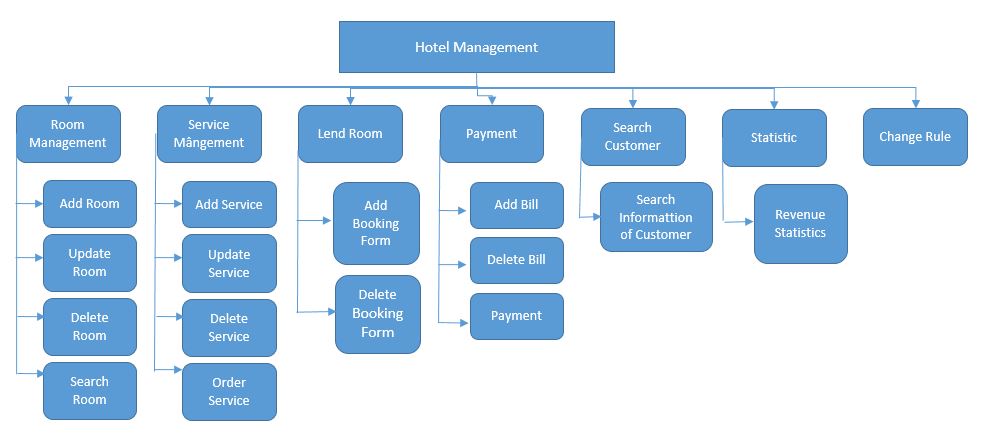 Hotel Management
Room
Management
Service
Mângement
Lend Room
Payment
Search
Customer
Statistic
Change Rule
Add Room
Update
Room
Delete
Room
Search
Room
Add Service
Update
Service
Delete
Service
Order
Service
Add
Booking
Form
Delete
Booking
Form
Add Bill
Delete Bill
Payment
Search
Informattion
of Customer
Revenue
Statistics